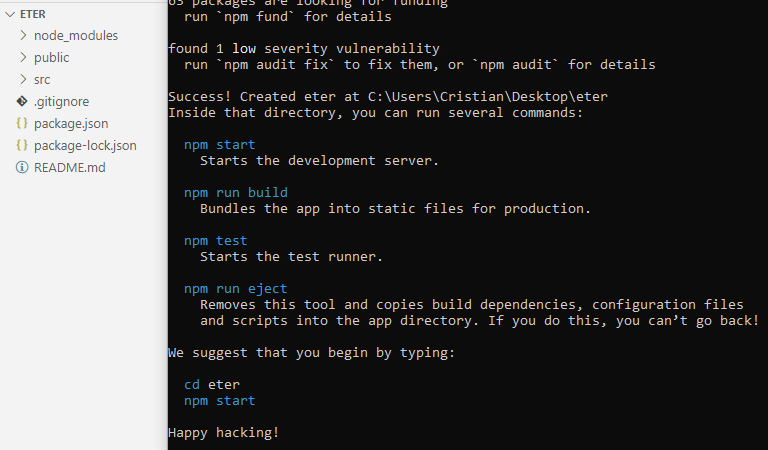 ETER
node_modules
public
src
.gitignore
package.json
package-lock.json
README.md
63 packages are looking for funding
run `npm fund` for details
found 1 low severity vulnerability
run `npm audit fix` to fix them, or `npm audit` for details
Success! Created eter at C:\Users\Cristian\Desktop\eter
Inside that directory, you can run several commands:
npm start
Starts the development server.
npm run build
Bundles the app into static files for production.
npm test
Starts the test runner.
npm run eject
Removes this tool and copies build dependencies, configuration files
and scripts into the app directory. If you do this, you can’t go back!
We suggest that you begin by typing:
cd eter
npm start
Happy hacking!